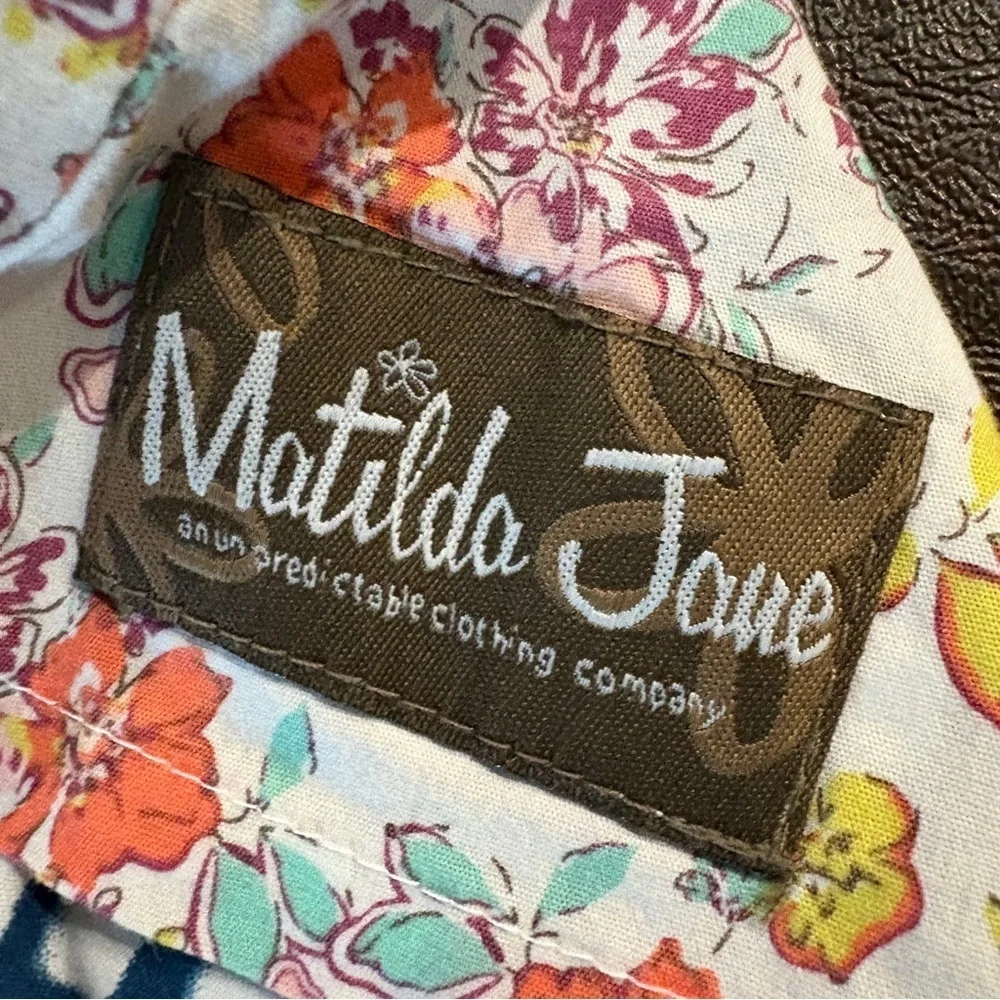 Matilda Jane
an unpredictable clothing company